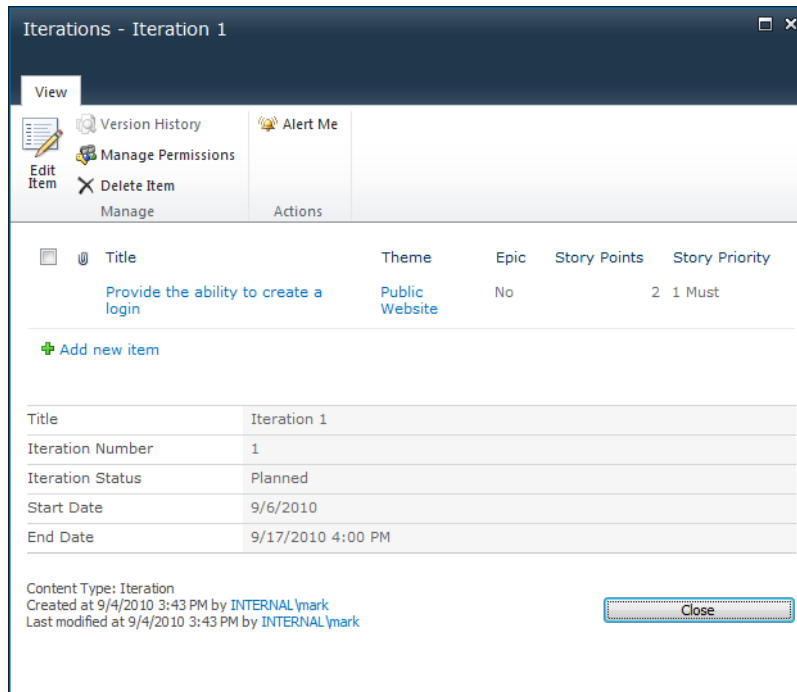 Iterations - Iteration 1
View
Edit
Item
Version History
Manage Permissions
Delete Item
Manage
Alert Me
Actions
Title Theme Epic Story Points Story Priority
Provide the ability to create a Public No 2 1 Must
login Website
Add new item
Title Iteration 1
Iteration Number 1
Iteration Status Planned
Start Date 9/6/2010
End Date 9/17/2010 4:00 PM
Content Type: Iteration
Created at 9/4/2010 3:43 PM by INTERNAL\mark
Last modified at 9/4/2010 3:43 PM by INTERNAL\mark
Close